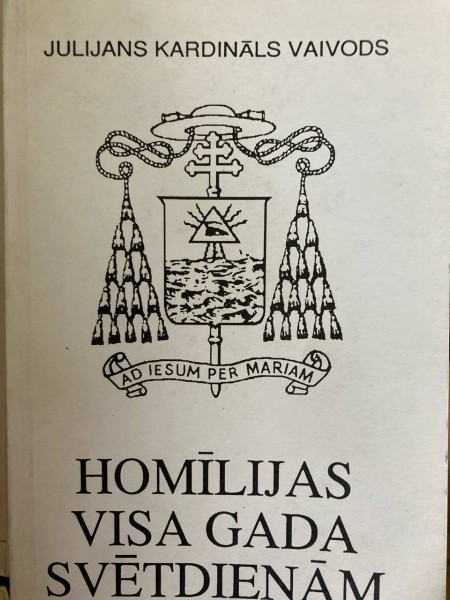 JULIJANS KARDINĀLS VAIVODS
AD IESUM PER MARIAM
HOMĪLIJAS
VISA GADA
SVĒTDIENĀM